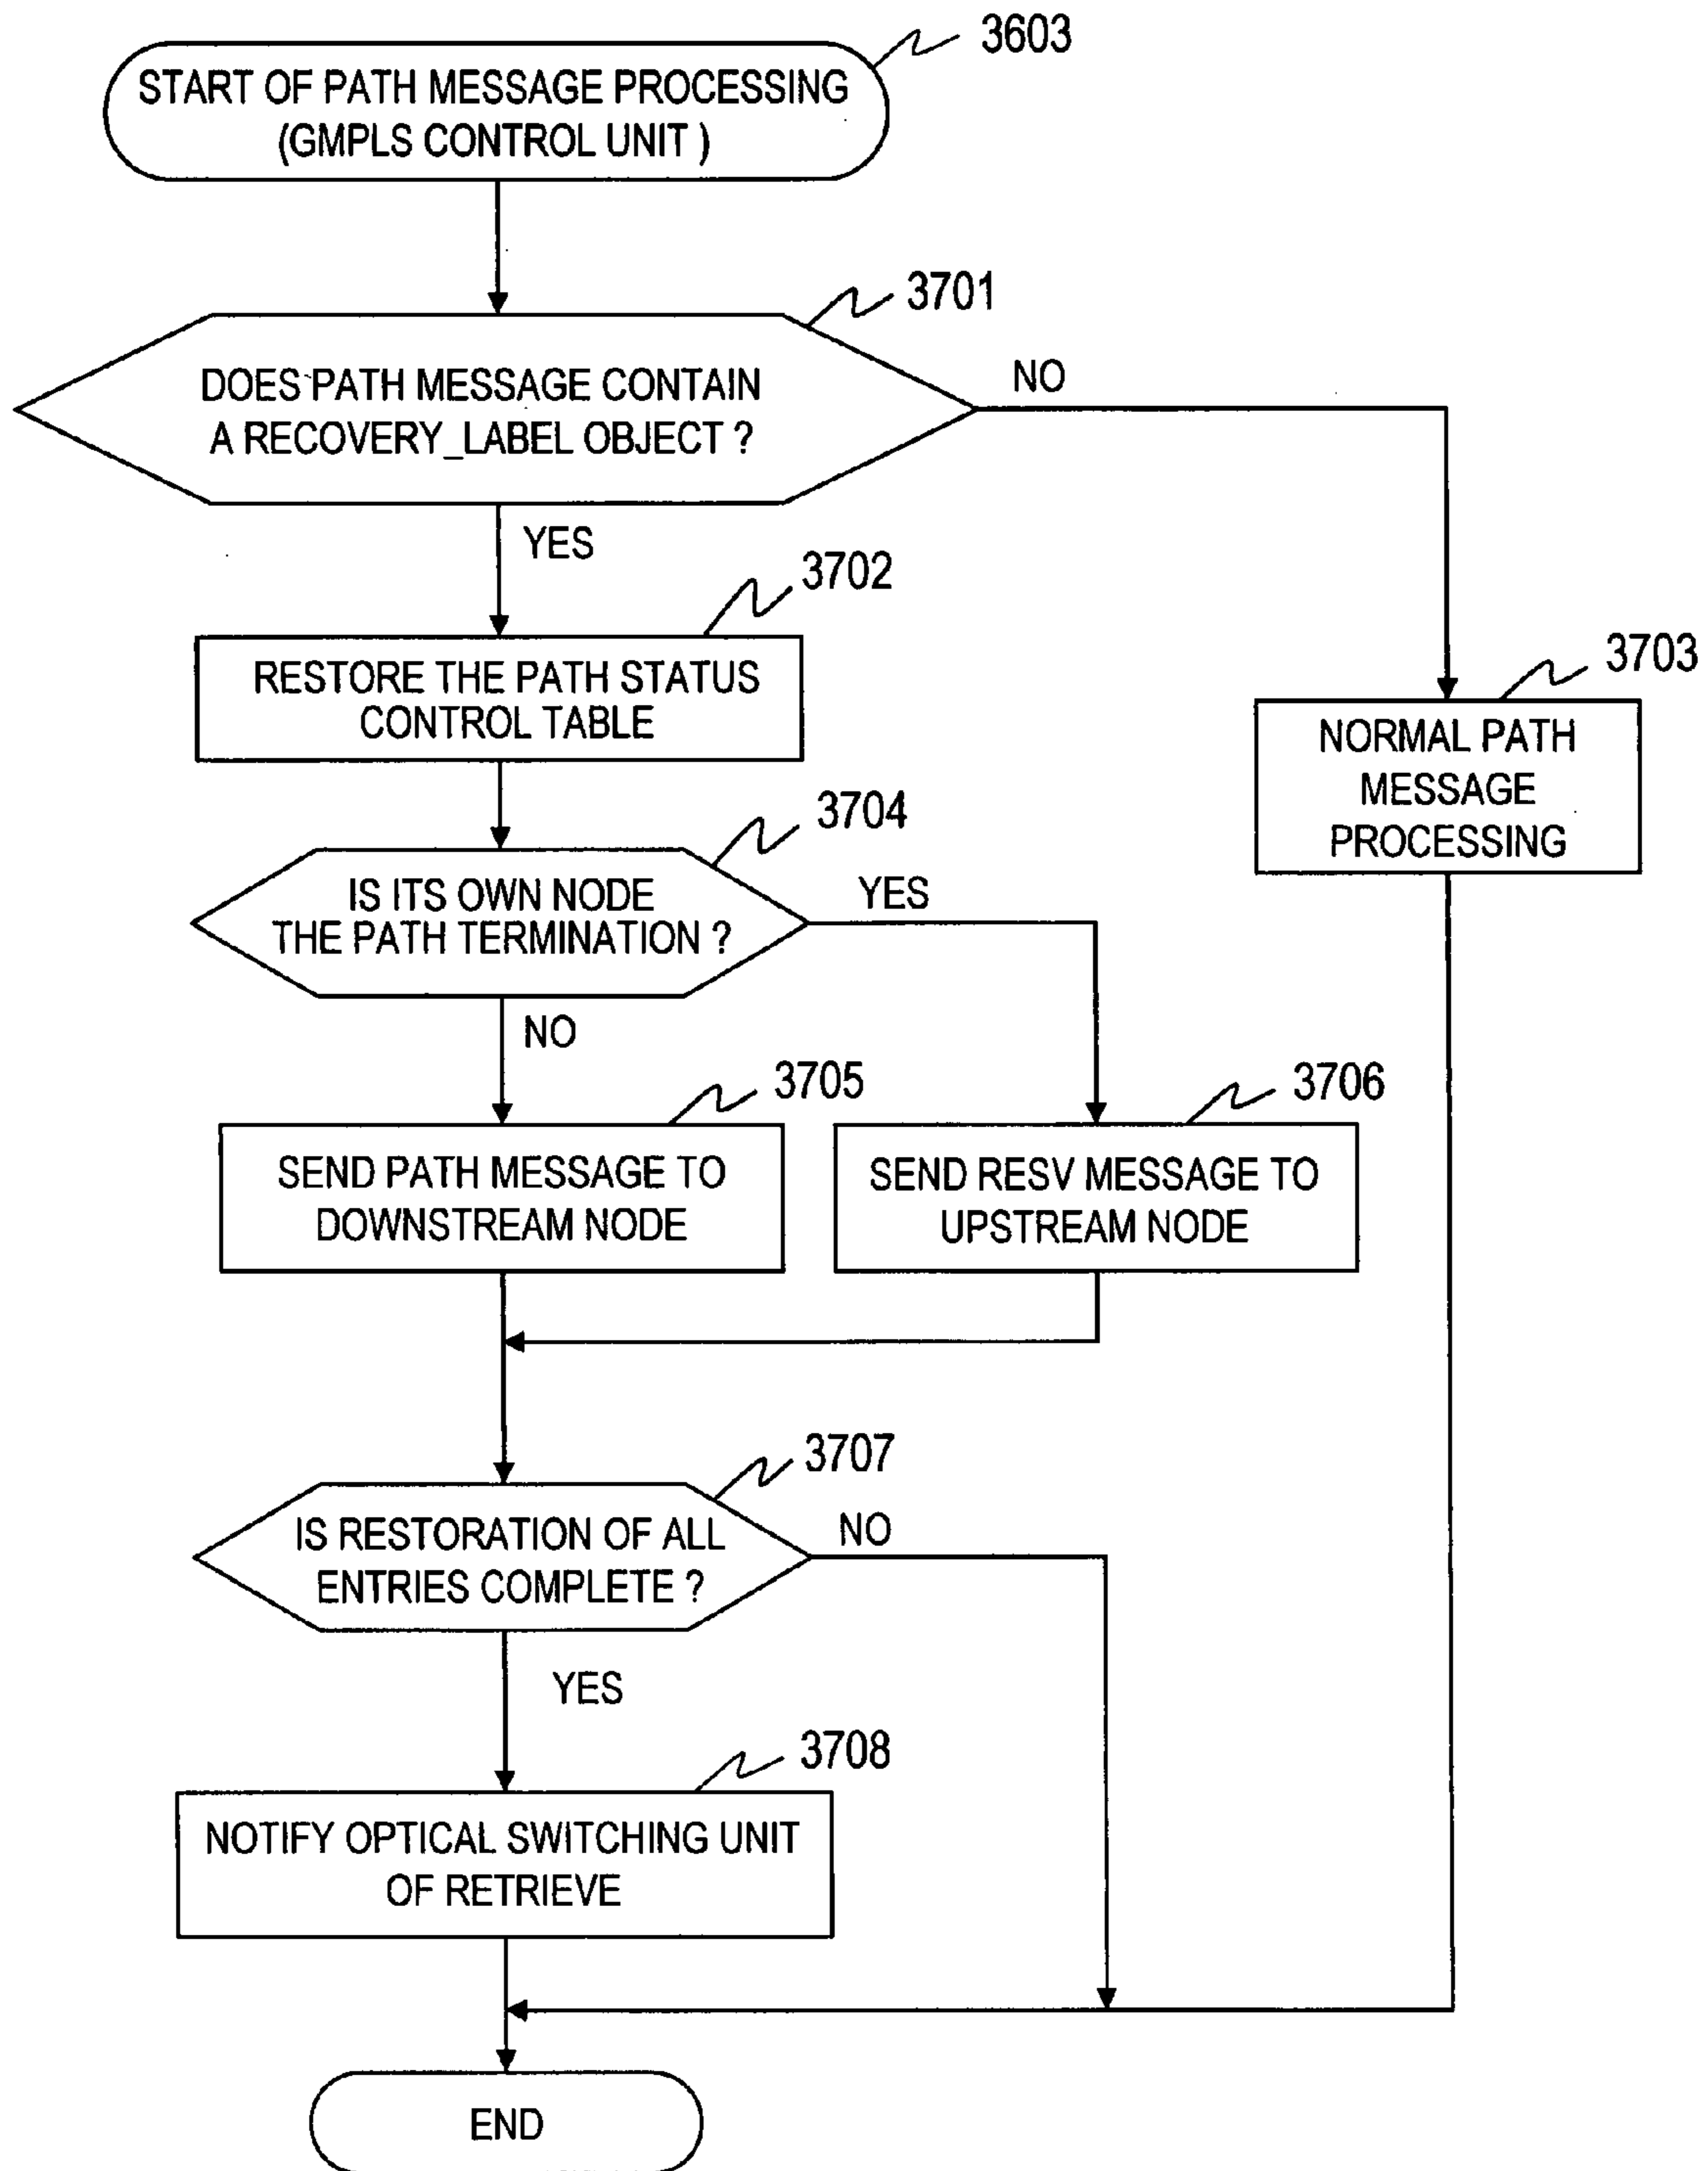 3603
START OF PATH MESSAGE PROCESSING
(GMPLS CONTROL UNIT )
3701
DOES PATH MESSAGE CONTAIN
A RECOVERY_LABEL OBJECT ?
NO
YES
3702
RESTORE THE PATH STATUS
CONTROL TABLE
3703
NORMAL PATH
MESSAGE
PROCESSING
3704
IS ITS OWN NODE
THE PATH TERMINATION ?
YES
NO
3705
SEND PATH MESSAGE TO
DOWNSTREAM NODE
3706
SEND RESV MESSAGE TO
UPSTREAM NODE
3707
IS RESTORATION OF ALL
ENTRIES COMPLETE ?
NO
YES
3708
NOTIFY OPTICAL SWITCHING UNIT
OF RETRIEVE
END